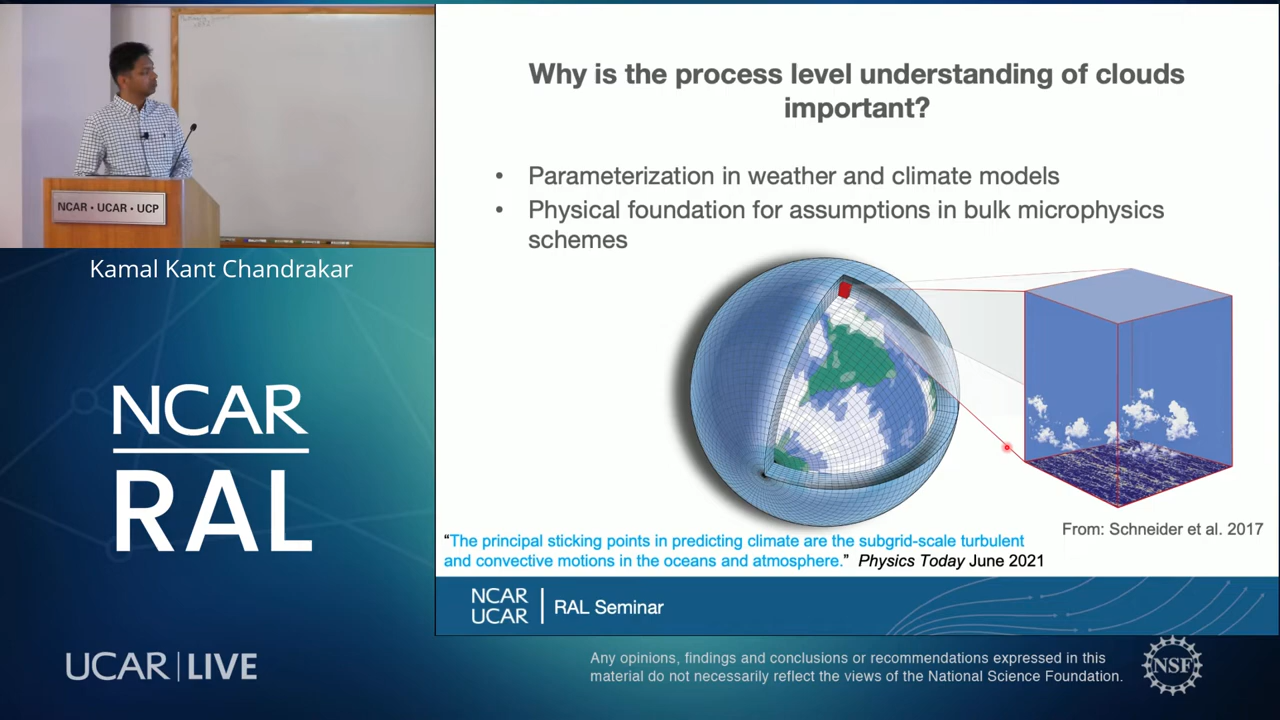 Why is the process level understanding of clouds
important?
• Parameterization in weather and climate models
• Physical foundation for assumptions in bulk microphysics
schemes
NCAR • UCAR • UCP
Kamal Kant Chandrakar
NCAR
RAL
From: Schneider et al. 2017
“The principal sticking points in predicting climate are the subgrid-scale turbulent
and convective motions in the oceans and atmosphere.” Physics Today June 2021
NCAR
UCAR
RAL Seminar
UCAR | LIVE
Any opinions, findings and conclusions or recommendations expressed in this
material do not necessarily reflect the views of the National Science Foundation.
NSF